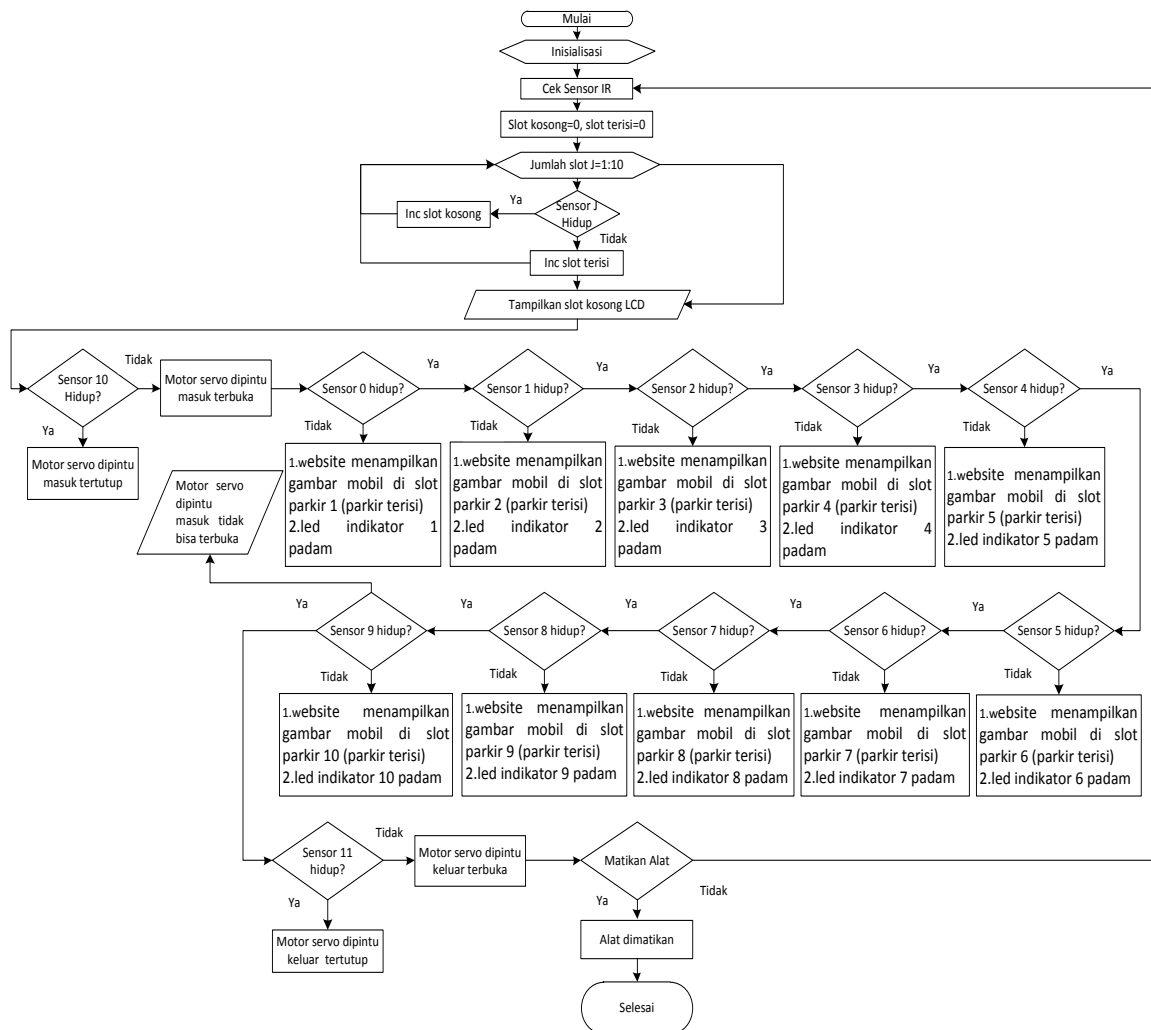 Mulai
Inisialisasi
Cek Sensor IR
Slot kosong=0, slot terisi=0
Jumlah slot J=1:10
Sensor J
Hidup
Ya
Inc slot kosong
Tidak
Inc slot terisi
Tampilkan slot kosong LCD
Sensor 10
Hidup?
Tidak
Ya
Motor servo dipintu
masuk tertutup
Motor servo dipintu
masuk terbuka
Sensor 0 hidup?
Ya
Tidak
1.website menampilkan
gambar mobil di slot
parkir 1 (parkir terisi)
2.led indikator 1
padam
Sensor 1 hidup?
Ya
Tidak
1.website menampilkan
gambar mobil di slot
parkir 2 (parkir terisi)
2.led indikator 2
padam
Sensor 2 hidup?
Ya
Tidak
1.website menampilkan
gambar mobil di slot
parkir 3 (parkir terisi)
2.led indikator 3
padam
Sensor 3 hidup?
Ya
Tidak
1.website menampilkan
gambar mobil di slot
parkir 4 (parkir terisi)
2.led indikator 4
padam
Sensor 4 hidup?
Ya
Tidak
1.website menampilkan
gambar mobil di slot
parkir 5 (parkir terisi)
2.led indikator 5 padam
Sensor 5 hidup?
Ya
Tidak
1.website menampilkan
gambar mobil di slot
parkir 6 (parkir terisi)
2.led indikator 6 padam
Sensor 6 hidup?
Ya
Tidak
1.website menampilkan
gambar mobil di slot
parkir 7 (parkir terisi)
2.led indikator 7 padam
Sensor 7 hidup?
Ya
Tidak
1.website menampilkan
gambar mobil di slot
parkir 8 (parkir terisi)
2.led indikator 8 padam
Sensor 8 hidup?
Ya
Tidak
1.website menampilkan
gambar mobil di slot
parkir 9 (parkir terisi)
2.led indikator 9 padam
Sensor 9 hidup?
Ya
Tidak
1.website menampilkan
gambar mobil di slot
parkir 10 (parkir terisi)
2.led indikator 10 padam
Motor servo
dipintu
masuk tidak
bisa terbuka
Sensor 11
hidup?
Tidak
Ya
Motor servo dipintu
keluar tertutup
Motor servo dipintu
keluar terbuka
Matikan Alat
Tidak
Ya
Alat dimatikan
Selesai